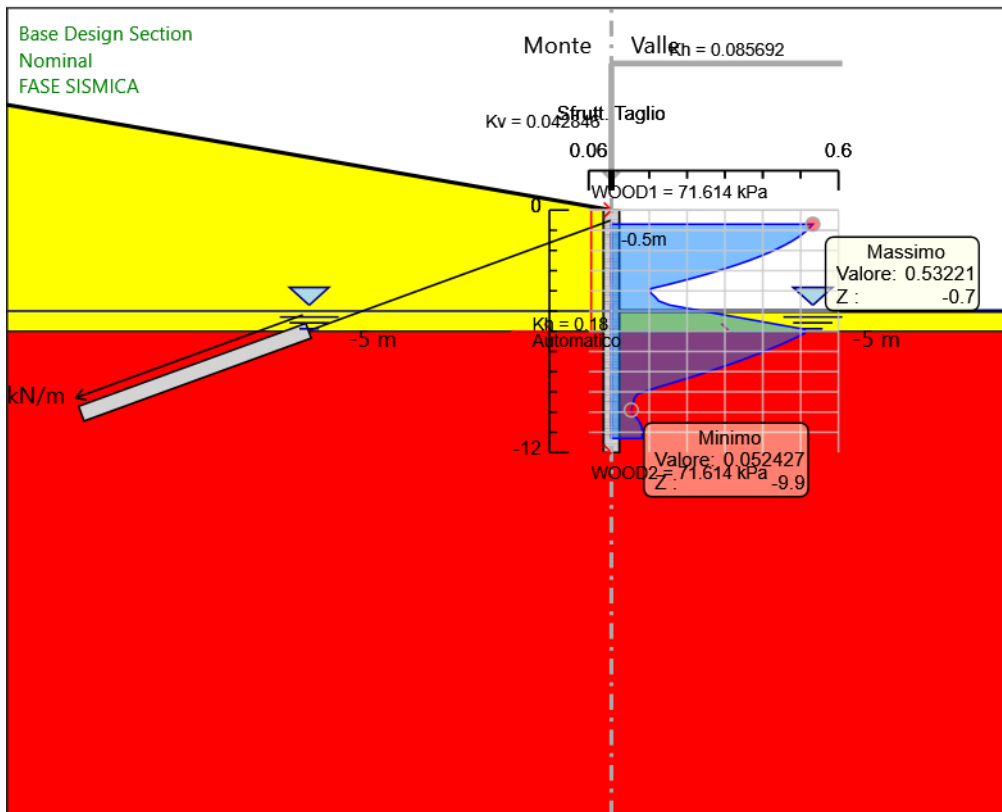 Base Design Section
Nominal
FASE SISMICA
Monte
Valle
Kh = 0.085692
Sfrutt. Taglio
Kv = 0.042846
0.06
0.6
WOOD1 = 71.614 kPa
0
-0.5m
Massimo
Valore: 0.53221
Z : -0.7
Kh = 0.18
Automatico
-5 m
-5 m
kN/m
-12
Minimo
Valore: 0.052427
WOOD2 = 71.614 kPa
Z : -9.9